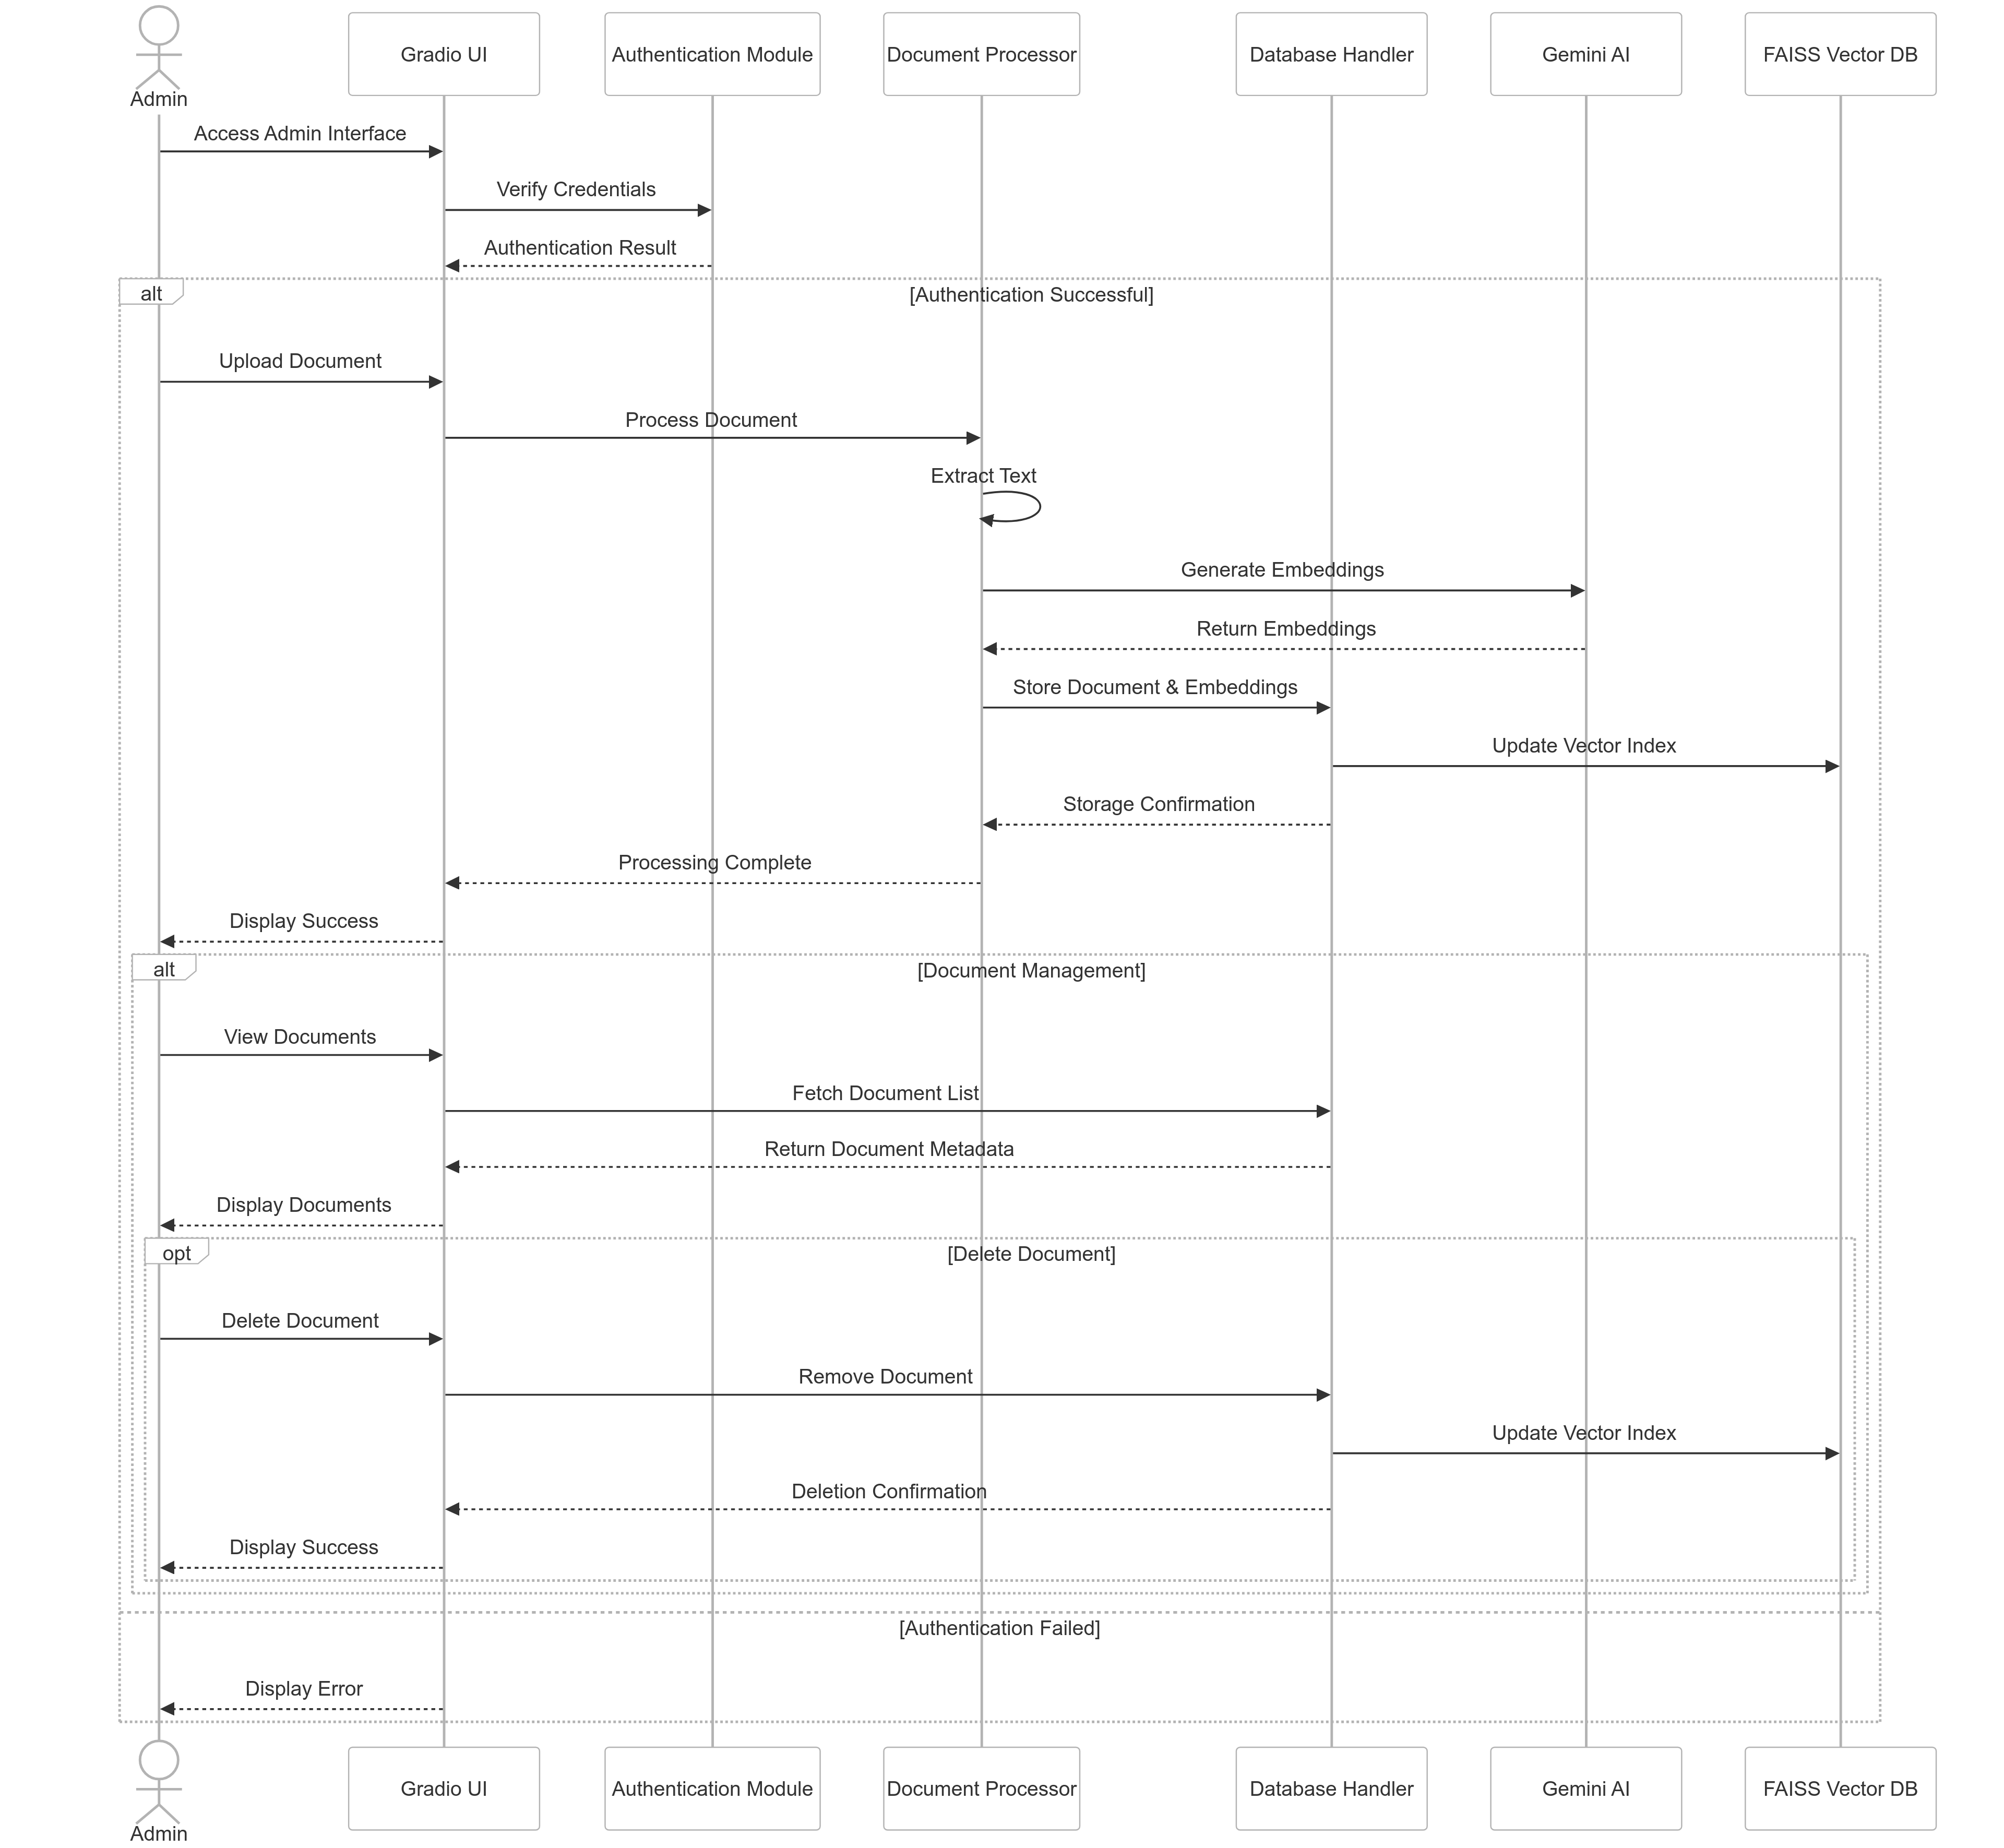 Admin
Gradio UI
Authentication Module
Document Processor
Database Handler
Gemini AI
FAISS Vector DB
Access Admin Interface
Verify Credentials
Authentication Result
alt
[Authentication Successful]
Upload Document
Process Document
Extract Text
Generate Embeddings
Return Embeddings
Store Document & Embeddings
Update Vector Index
Storage Confirmation
Processing Complete
Display Success
alt
[Document Management]
View Documents
Fetch Document List
Return Document Metadata
Display Documents
opt
[Delete Document]
Delete Document
Remove Document
Update Vector Index
Deletion Confirmation
Display Success
[Authentication Failed]
Display Error
Admin
Gradio UI
Authentication Module
Document Processor
Database Handler
Gemini AI
FAISS Vector DB